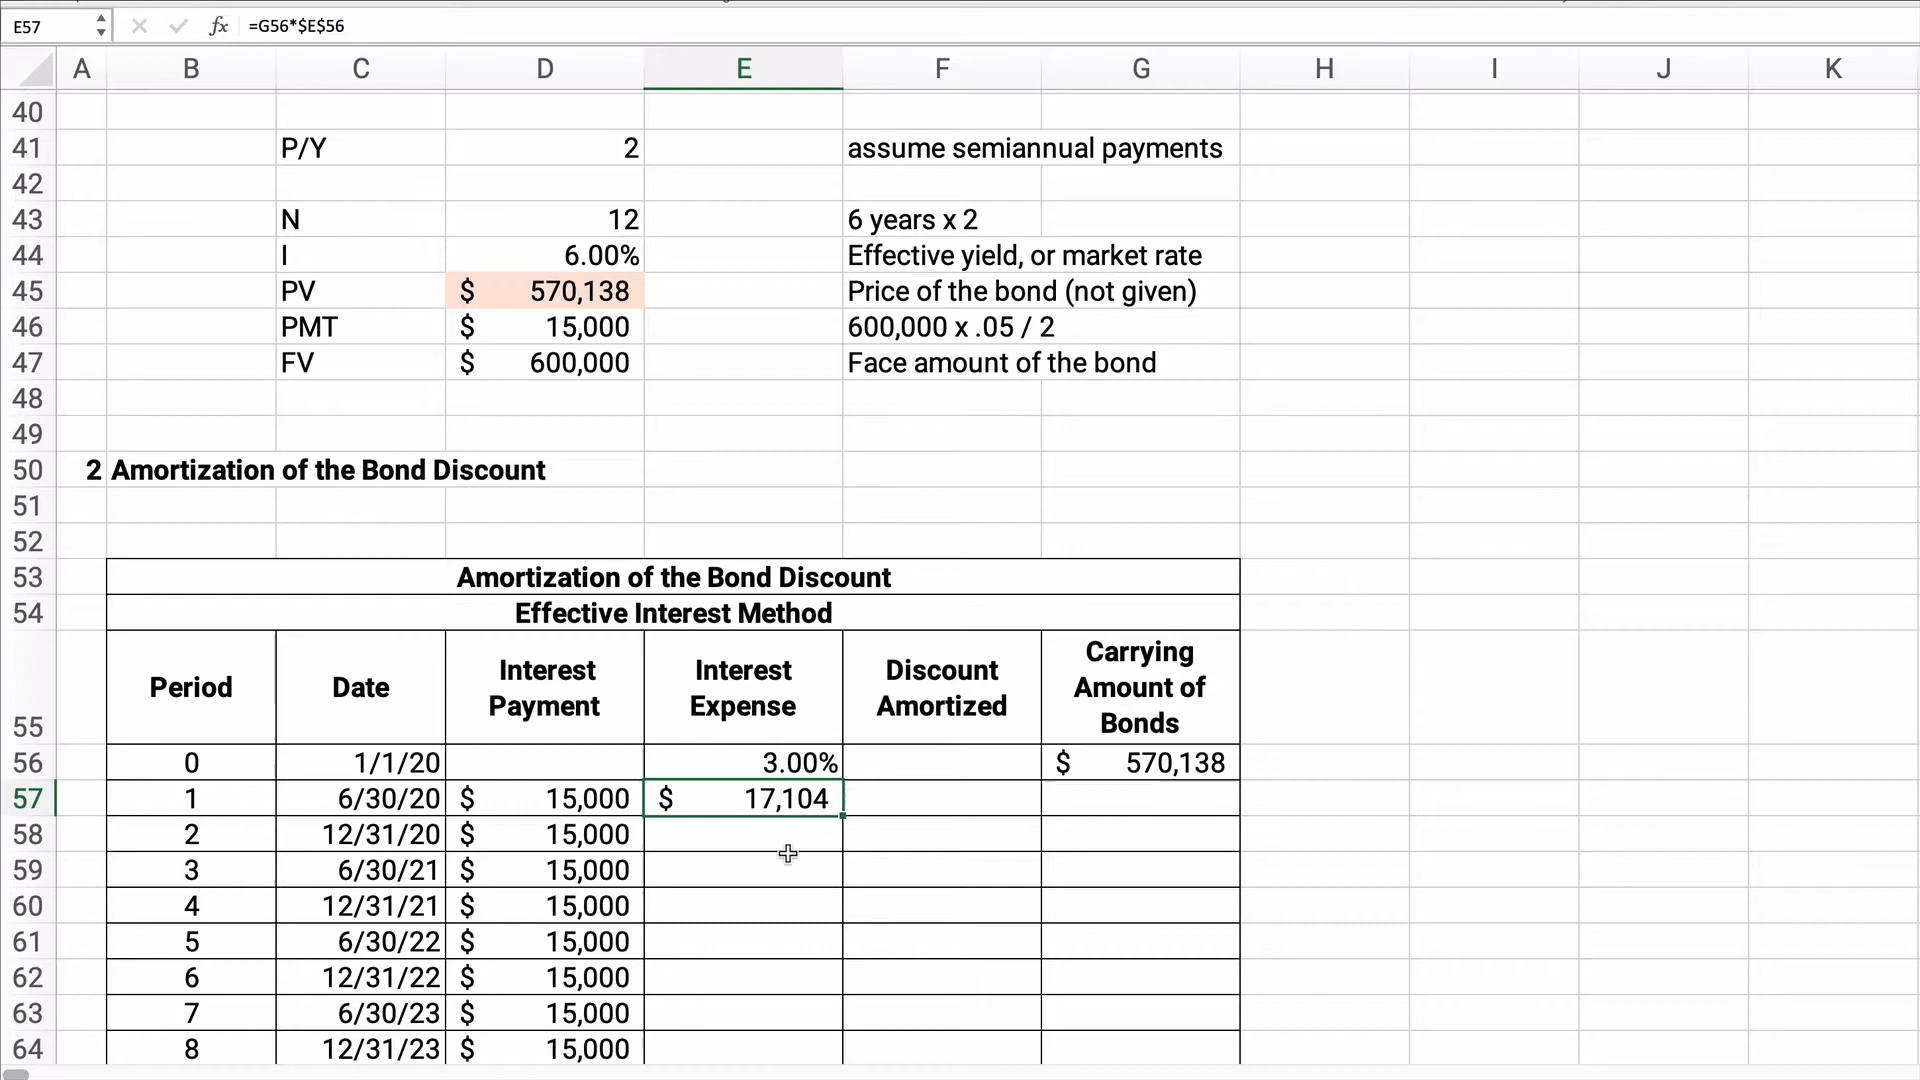 E57 fx =G56*$E$56
A B C D E F G H I J K
40
41 P/Y 2 assume semiannual payments
42
43 N 12 6 years x 2
44 I 6.00% Effective yield, or market rate
45 PV $ 570,138 Price of the bond (not given)
46 PMT $ 15,000 600,000 x .05 / 2
47 FV $ 600,000 Face amount of the bond
48
49
50 2 Amortization of the Bond Discount
51
52
53 Amortization of the Bond Discount
54 Effective Interest Method
55 Period Date Interest Payment Interest Expense Discount Amortized Carrying Amount of Bonds
56 0 1/1/20 3.00% $ 570,138
57 1 6/30/20 $ 15,000 $ 17,104
58 2 12/31/20 $ 15,000
59 3 6/30/21 $ 15,000
60 4 12/31/21 $ 15,000
61 5 6/30/22 $ 15,000
62 6 12/31/22 $ 15,000
63 7 6/30/23 $ 15,000
64 8 12/31/23 $ 15,000